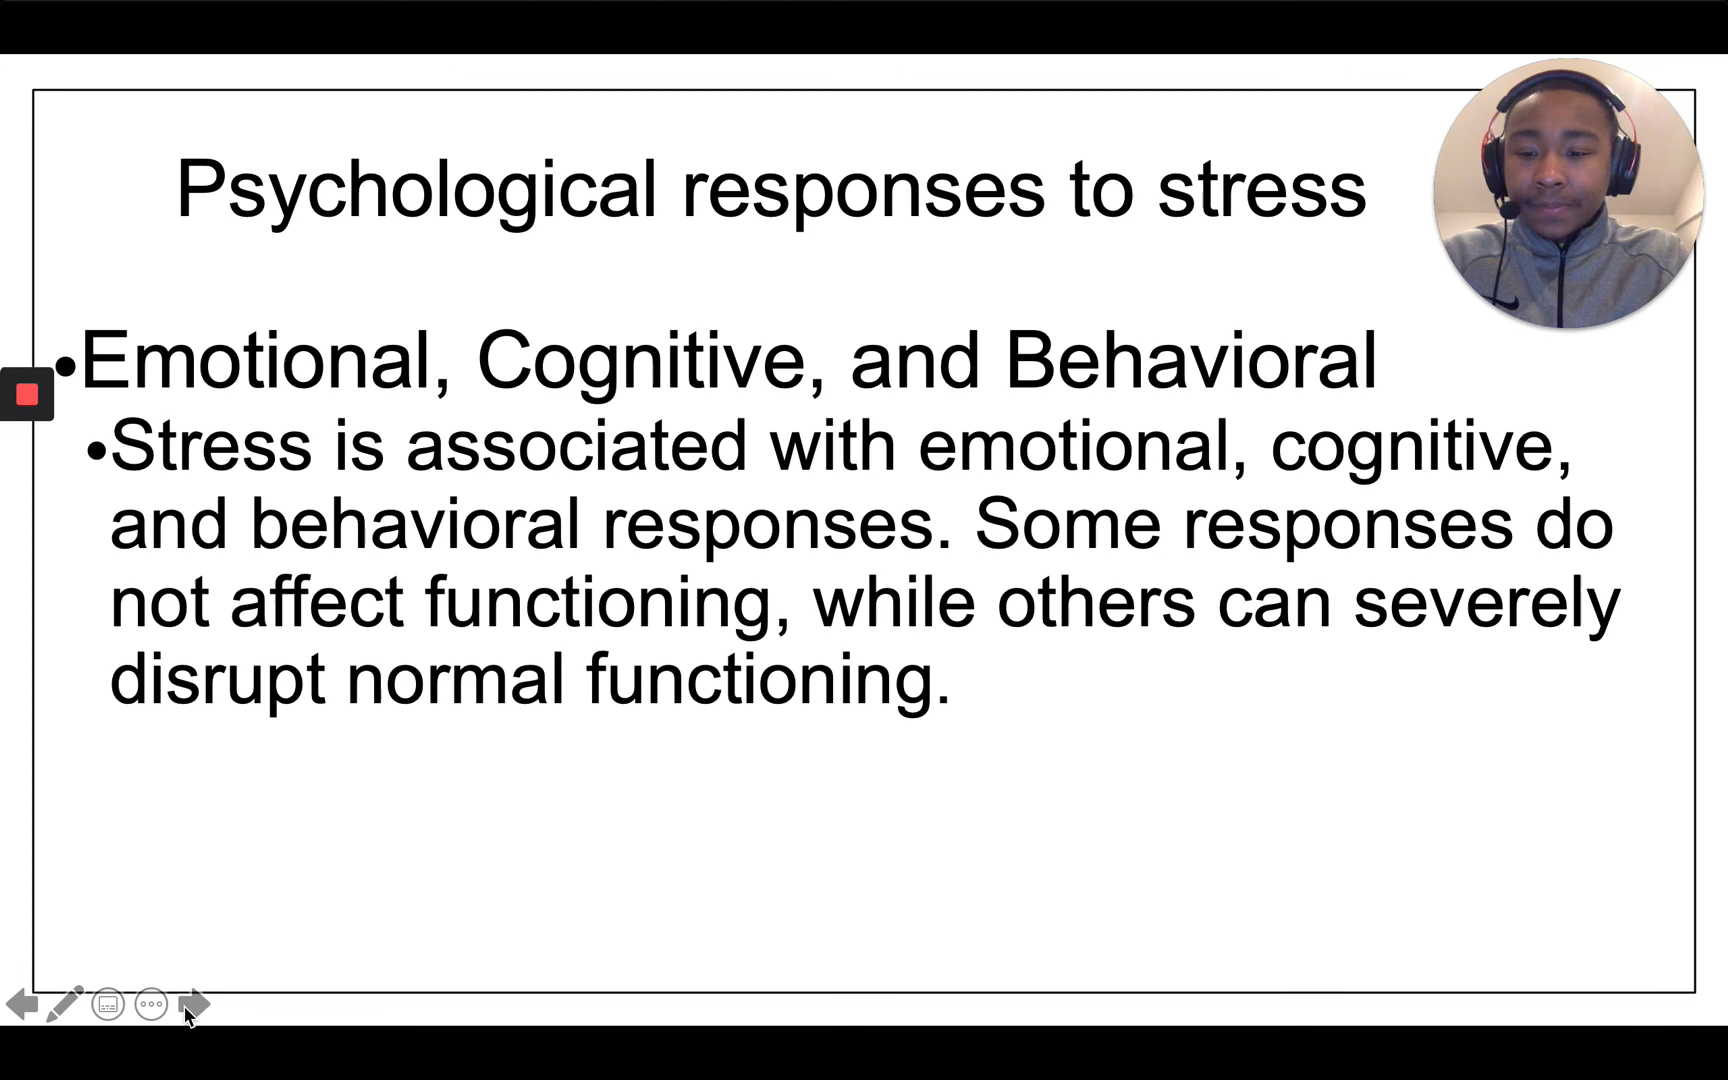 Psychological responses to stress
•Emotional, Cognitive, and Behavioral
•Stress is associated with emotional, cognitive,
and behavioral responses. Some responses do
not affect functioning, while others can severely
disrupt normal functioning.